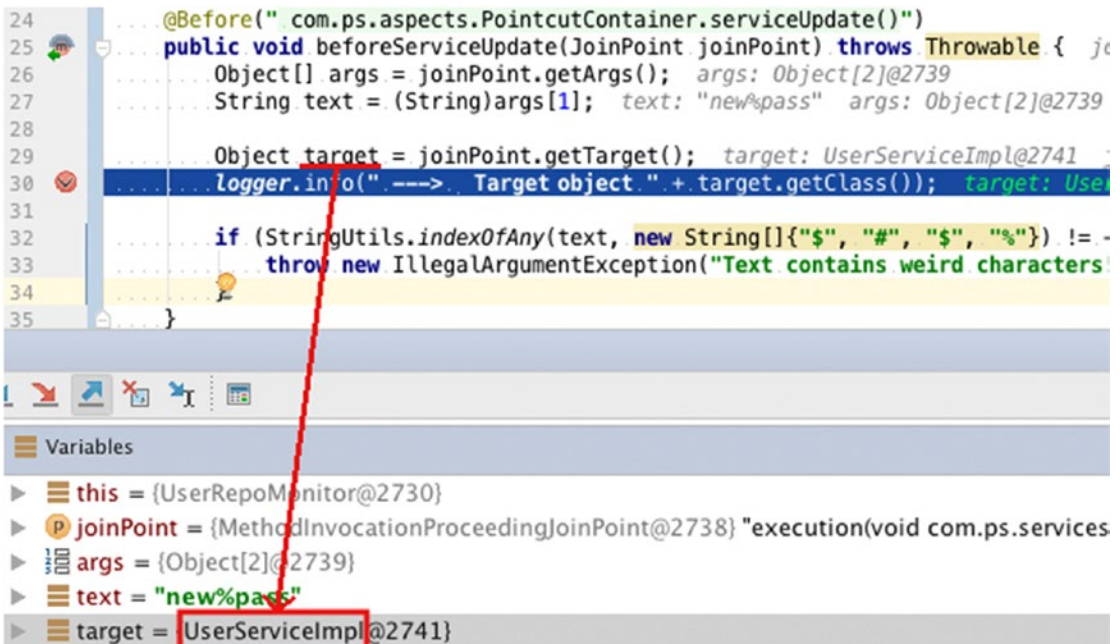 24 @Before(" com.ps.aspects.PointcutContainer.serviceUpdate()")
25 public void beforeServiceUpdate(JoinPoint joinPoint) throws Throwable {
26 Object[] args = joinPoint.getArgs(); args: Object[2]@2739
27 String text = (String)args[1]; text: "new%pass" args: Object[2]@2739
28
29 Object target = joinPoint.getTarget(); target: UserServiceImpl@2741
30 logger.info(" ---> Target object " + target.getClass()); target: User
31
32 if (StringUtils.indexOfAny(text, new String[]{"$", "#", "$", "%"}) != -
33 throw new IllegalArgumentException("Text contains weird characters
34 }
35 }
Variables
this = {UserRepoMonitor@2730}
joinPoint = {MethodInvocationProceedingJoinPoint@2738} "execution(void com.ps.services
args = {Object[2]@2739}
text = "new%pass"
target = {UserServiceImpl@2741}